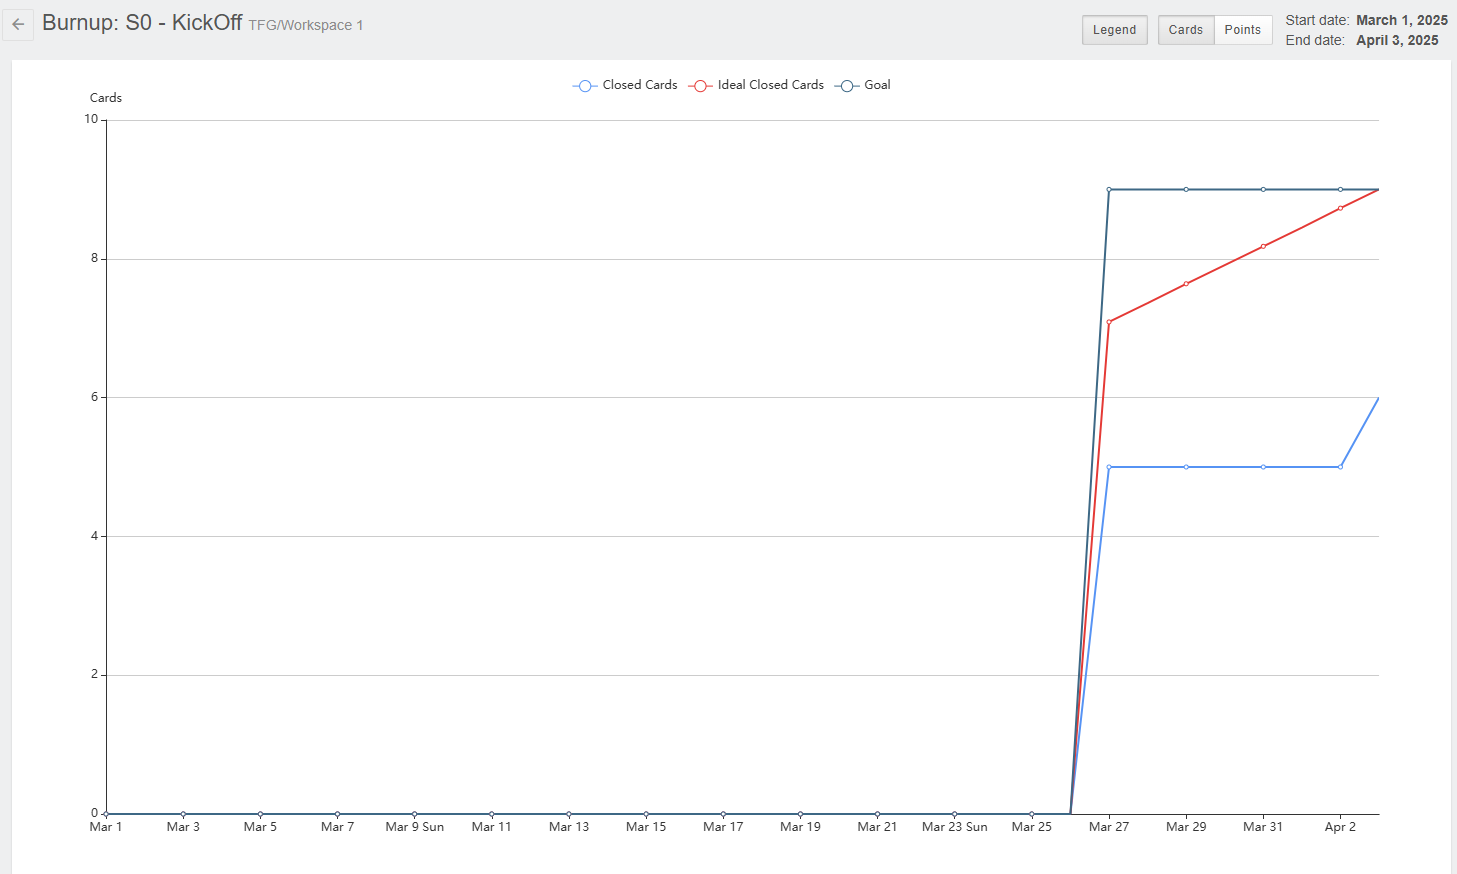 Burnup: S0 - KickOff TFG/Workspace 1
Legend Cards Points
Start date: March 1, 2025
End date: April 3, 2025
Closed Cards Ideal Closed Cards Goal
Cards
10
8
6
4
2
0
Mar 1 Mar 3 Mar 5 Mar 7 Mar 9 Sun Mar 11 Mar 13 Mar 15 Mar 17 Mar 19 Mar 21 Mar 23 Sun Mar 25 Mar 27 Mar 29 Mar 31 Apr 2